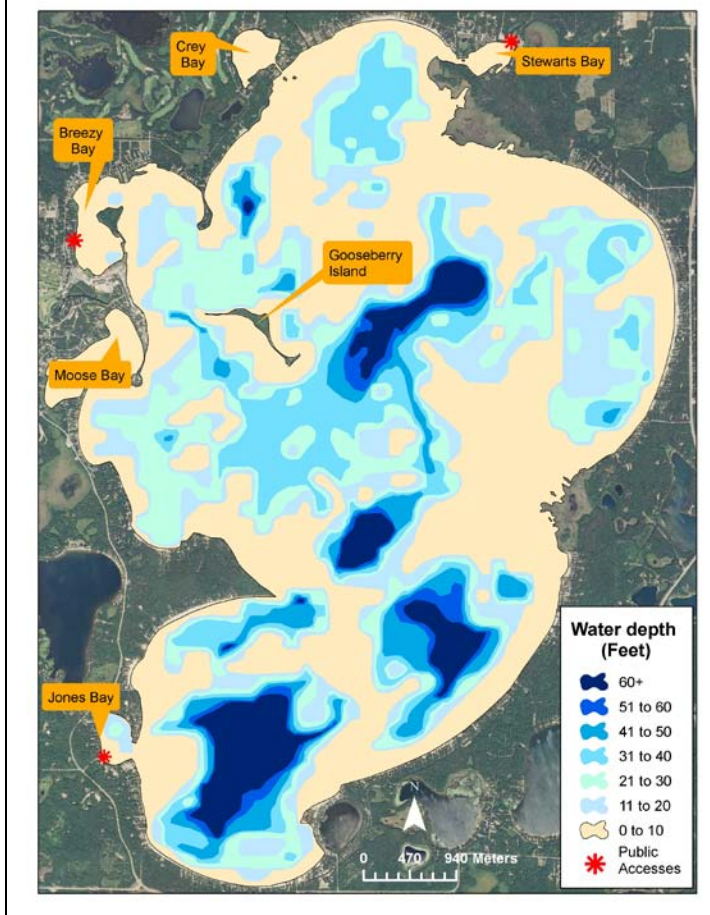 Crey
Bay
Stewarts Bay
Breezy
Bay
Gooseberry
Island
Moose Bay
Jones Bay
Water depth
(Feet)
60+
51 to 60
41 to 50
31 to 40
21 to 30
11 to 20
0 to 10
Public
Accesses
N
0 470 940 Meters